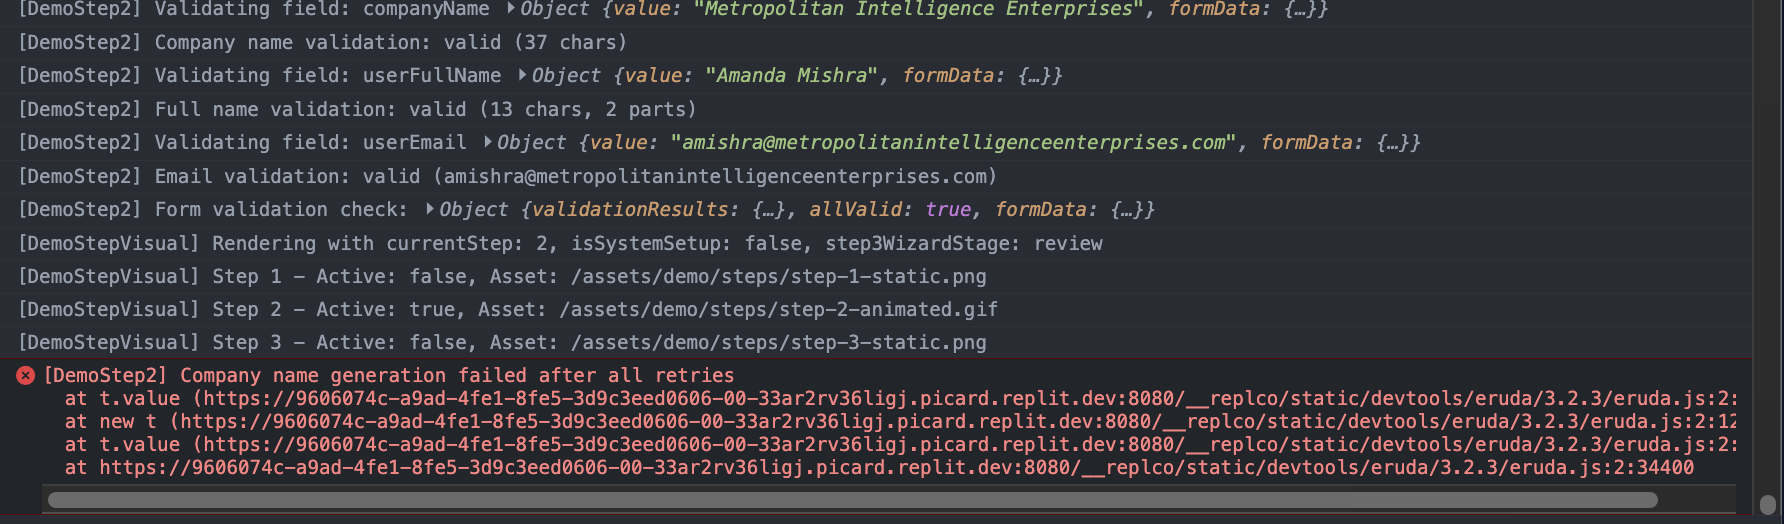 [DemoStep2] Validating field: companyName ▶Object {value: "Metropolitan Intelligence Enterprises", formData: {…}}
[DemoStep2] Company name validation: valid (37 chars)
[DemoStep2] Validating field: userFullName ▶Object {value: "Amanda Mishra", formData: {…}}
[DemoStep2] Full name validation: valid (13 chars, 2 parts)
[DemoStep2] Validating field: userEmail ▶Object {value: "amishra@metropolitanintelligenceenterprises.com", formData: {…}}
[DemoStep2] Email validation: valid (amishra@metropolitanintelligenceenterprises.com)
[DemoStep2] Form validation check: ▶Object {validationResults: {…}, allValid: true, formData: {…}}
[DemoStepVisual] Rendering with currentStep: 2, isSystemSetup: false, step3WizardStage: review
[DemoStepVisual] Step 1 – Active: false, Asset: /assets/demo/steps/step-1-static.png
[DemoStepVisual] Step 2 – Active: true, Asset: /assets/demo/steps/step-2-animated.gif
[DemoStepVisual] Step 3 – Active: false, Asset: /assets/demo/steps/step-3-static.png
[DemoStep2] Company name generation failed after all retries
at t.value (https://9606074c-a9ad-4fe1-8fe5-3d9c3eed0606-00-33ar2rv36ligj.picard.replit.dev:8080/__replco/static/devtools/eruda/3.2.3/eruda.js:2:
at new t (https://9606074c-a9ad-4fe1-8fe5-3d9c3eed0606-00-33ar2rv36ligj.picard.replit.dev:8080/__replco/static/devtools/eruda/3.2.3/eruda.js:2:12
at t.value (https://9606074c-a9ad-4fe1-8fe5-3d9c3eed0606-00-33ar2rv36ligj.picard.replit.dev:8080/__replco/static/devtools/eruda/3.2.3/eruda.js:2:
at https://9606074c-a9ad-4fe1-8fe5-3d9c3eed0606-00-33ar2rv36ligj.picard.replit.dev:8080/__replco/static/devtools/eruda/3.2.3/eruda.js:2:34400